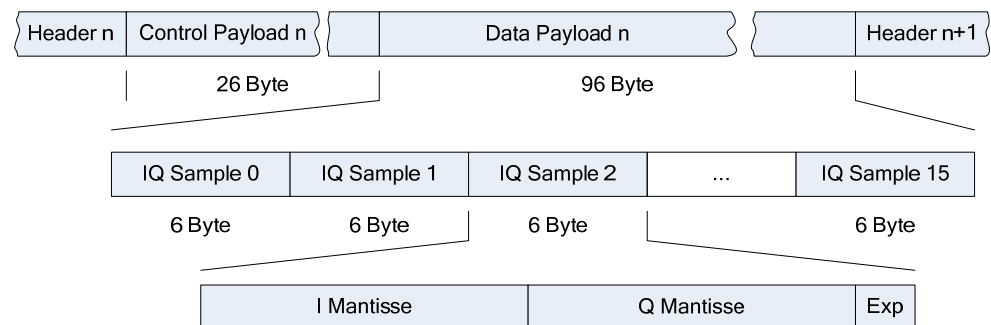 Header n Control Payload n Data Payload n Header n+1
26 Byte 96 Byte
IQ Sample 0 IQ Sample 1 IQ Sample 2 ... IQ Sample 15
6 Byte 6 Byte 6 Byte 6 Byte
I Mantisse Q Mantisse Exp